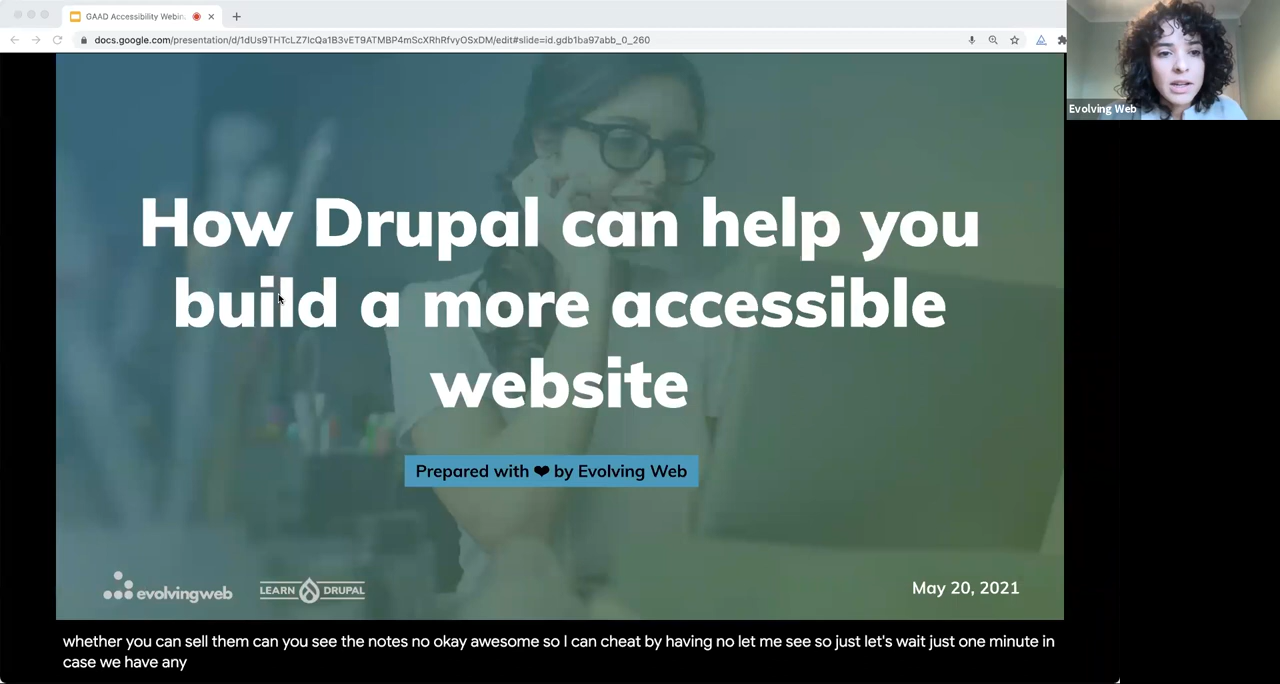 GAAD Accessibility Webin
docs.google.com/presentation/d/1dUs9THTcLZ7lcQa1B3vET9ATMBP4mScXRhRfvyOSxDM/edit#slide=id.gdb1ba97abb_0_260
Evolving Web
How Drupal can help you
build a more accessible
website
Prepared with ❤ by Evolving Web
evolvingweb
LEARN DRUPAL
May 20, 2021
whether you can sell them can you see the notes no okay awesome so I can cheat by having no let me see so just let's wait just one minute in
case we have any